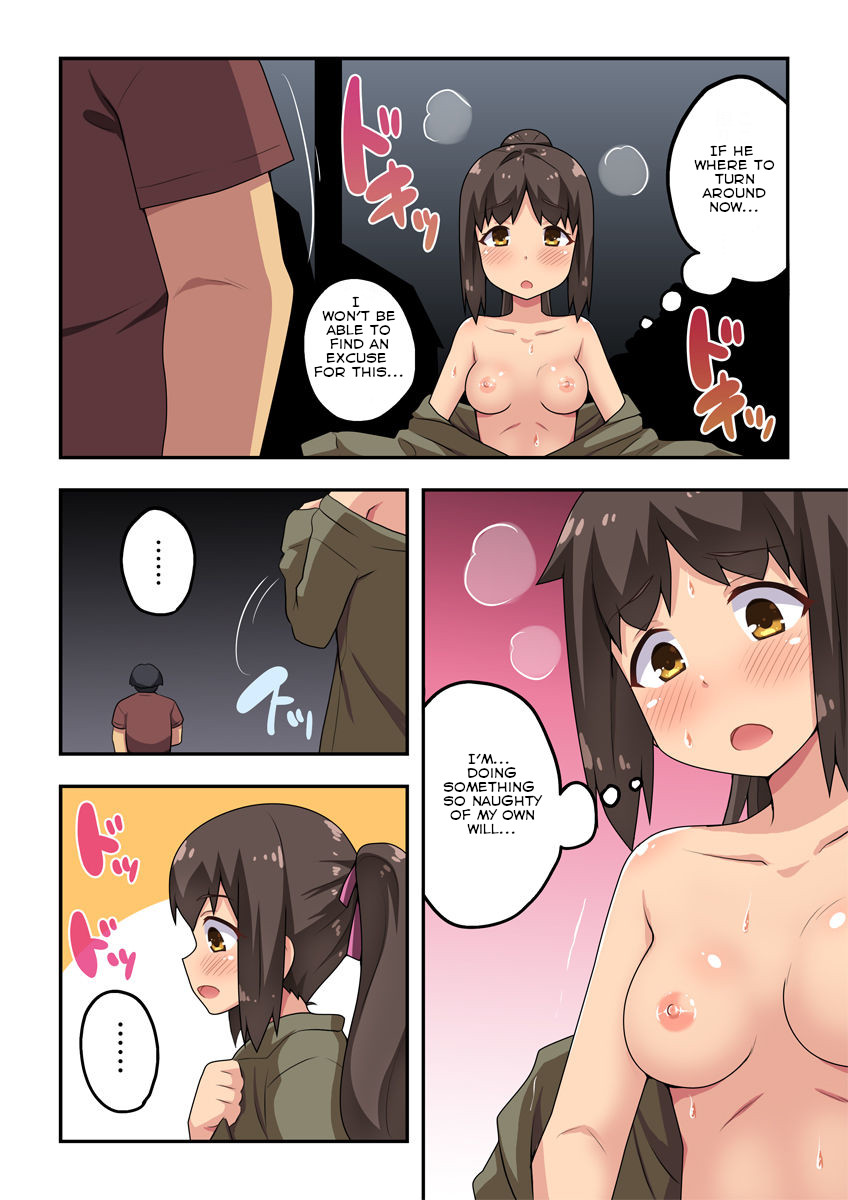 IF HE
WHERE TO
TURN
AROUND
NOW...
ドキッ
I
WON'T BE
ABLE TO
FIND AN
EXCUSE
FOR THIS...
ドキッ
I'M...
DOING
SOMETHING
SO NAUGHTY
OF MY OWN
WILL...
......
ドッ
ドッ
ドッ
......